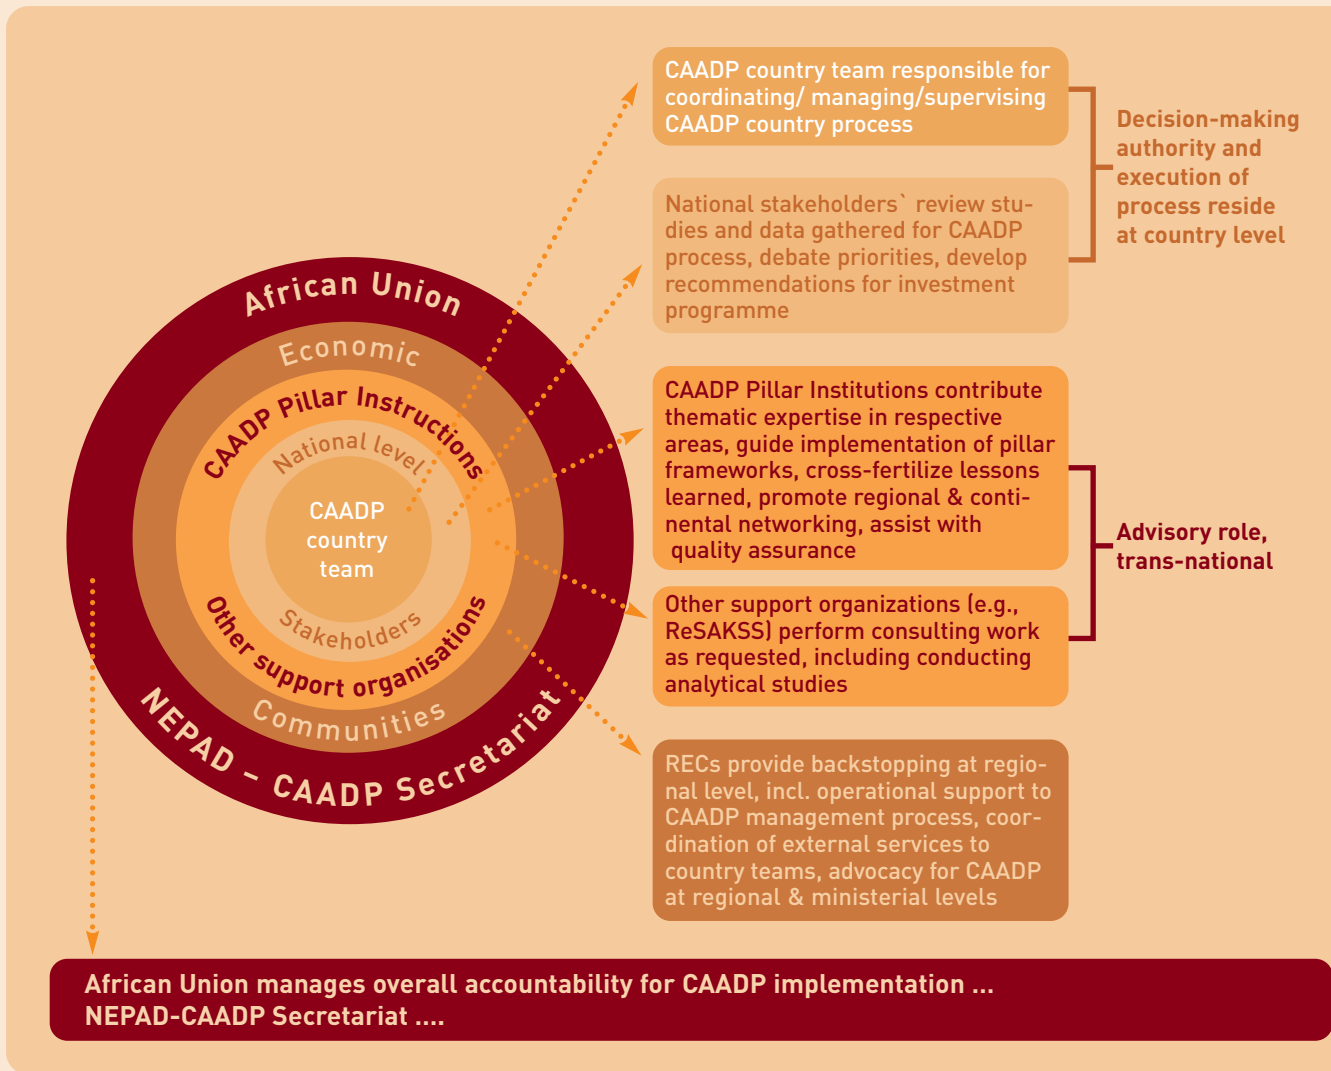 African Union
Economic
CAADP Pillar Instructions
National level
CAADP
country
team
Stakeholders
Other support organisations
Communities
NEPAD – CAADP Secretariat
CAADP country team responsible for
coordinating/ managing/supervising
CAADP country process
National stakeholders` review stu-
dies and data gathered for CAADP
process, debate priorities, develop
recommendations for investment
programme
Decision-making
authority and
execution of
process reside
at country level
CAADP Pillar Institutions contribute
thematic expertise in respective
areas, guide implementation of pillar
frameworks, cross-fertilize lessons
learned, promote regional & conti-
nental networking, assist with
quality assurance
Other support organizations (e.g.,
ReSAKSS) perform consulting work
as requested, including conducting
analytical studies
Advisory role,
trans-national
RECs provide backstopping at regio-
nal level, incl. operational support to
CAADP management process, coor-
dination of external services to
country teams, advocacy for CAADP
at regional & ministerial levels
African Union manages overall accountability for CAADP implementation ...
NEPAD-CAADP Secretariat ....